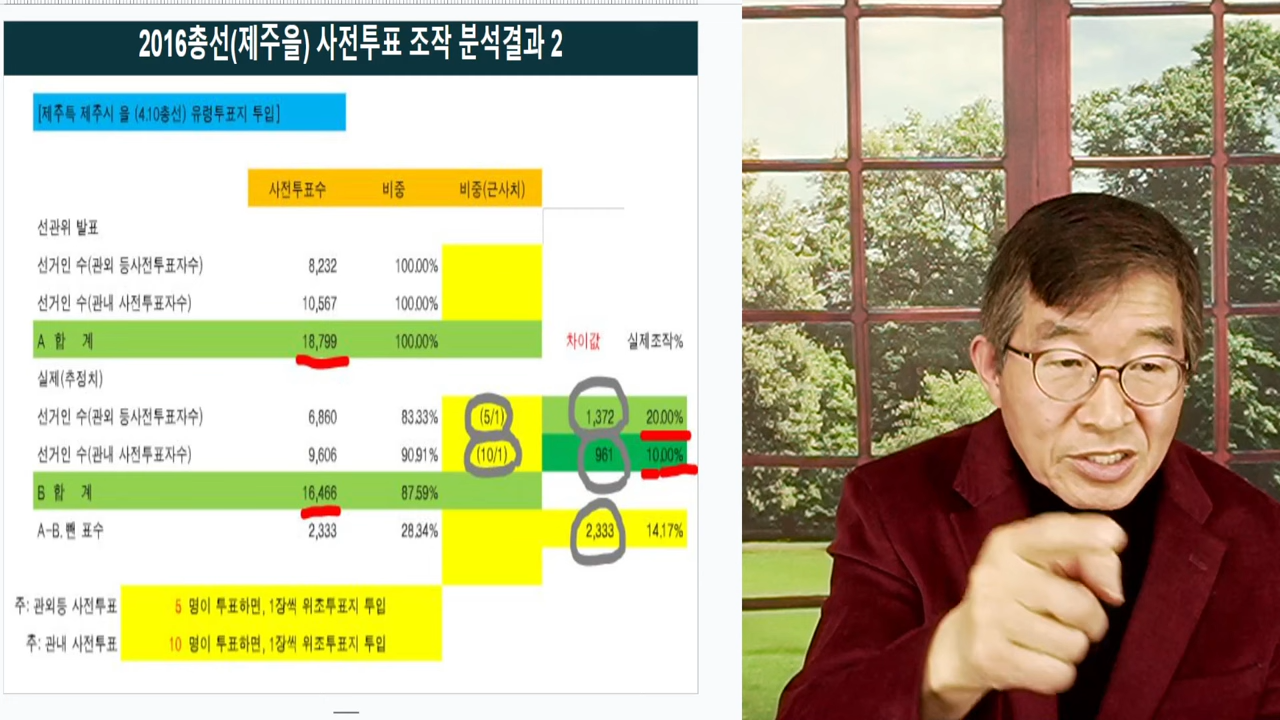 2016총선(제주을) 사전투표 조작 분석결과 2
[제주특 제주시 을 (4.10총선) 유령투표지 투입]
사전투표수 비중 비중(근사치)
선관위 발표
선거인 수(관외 등사전투표자수) 8,232 100.00%
선거인 수(관내 사전투표자수) 10,567 100.00%
A 합 계 18,799 100.00% 차이값 실제조작%
실제(추정치)
선거인 수(관외 등사전투표자수) 6,860 83.33% (5/1) 1,372 20.00%
선거인 수(관내 사전투표자수) 9,606 90.91% (10/1) 961 10.00%
B 합 계 16,466 87.59%
A-B.뺀 표수 2,333 28.34% 2,333 14.17%
주: 관외등 사전투표 5 명이 투표하면, 1장씩 위조투표지 투입
주: 관내 사전투표 10 명이 투표하면, 1장씩 위조투표지 투입